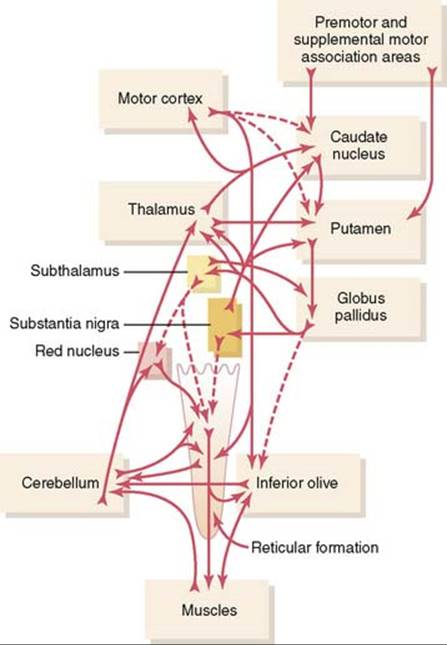 Premotor and
supplemental motor
association areas
Motor cortex
Caudate
nucleus
Thalamus
Putamen
Subthalamus
Globus
pallidus
Substantia nigra
Red nucleus
Cerebellum
Inferior olive
Reticular formation
Muscles